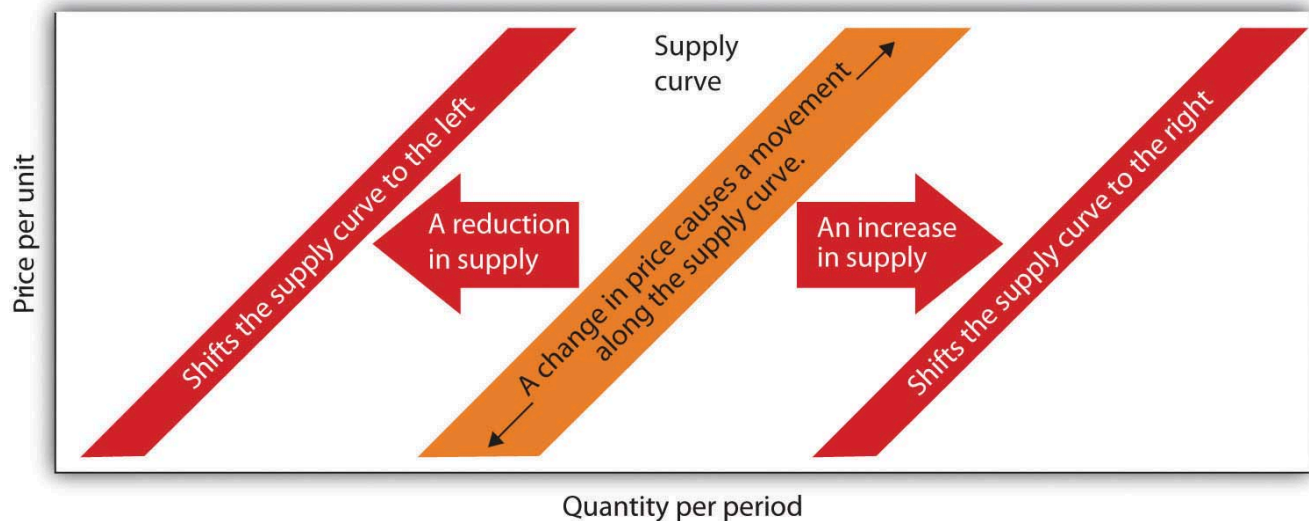 Supply
curve
Price per unit
Shifts the supply curve to the left
A reduction
in supply
A change in price causes a movement
along the supply curve.
An increase
in supply
Shifts the supply curve to the right
Quantity per period